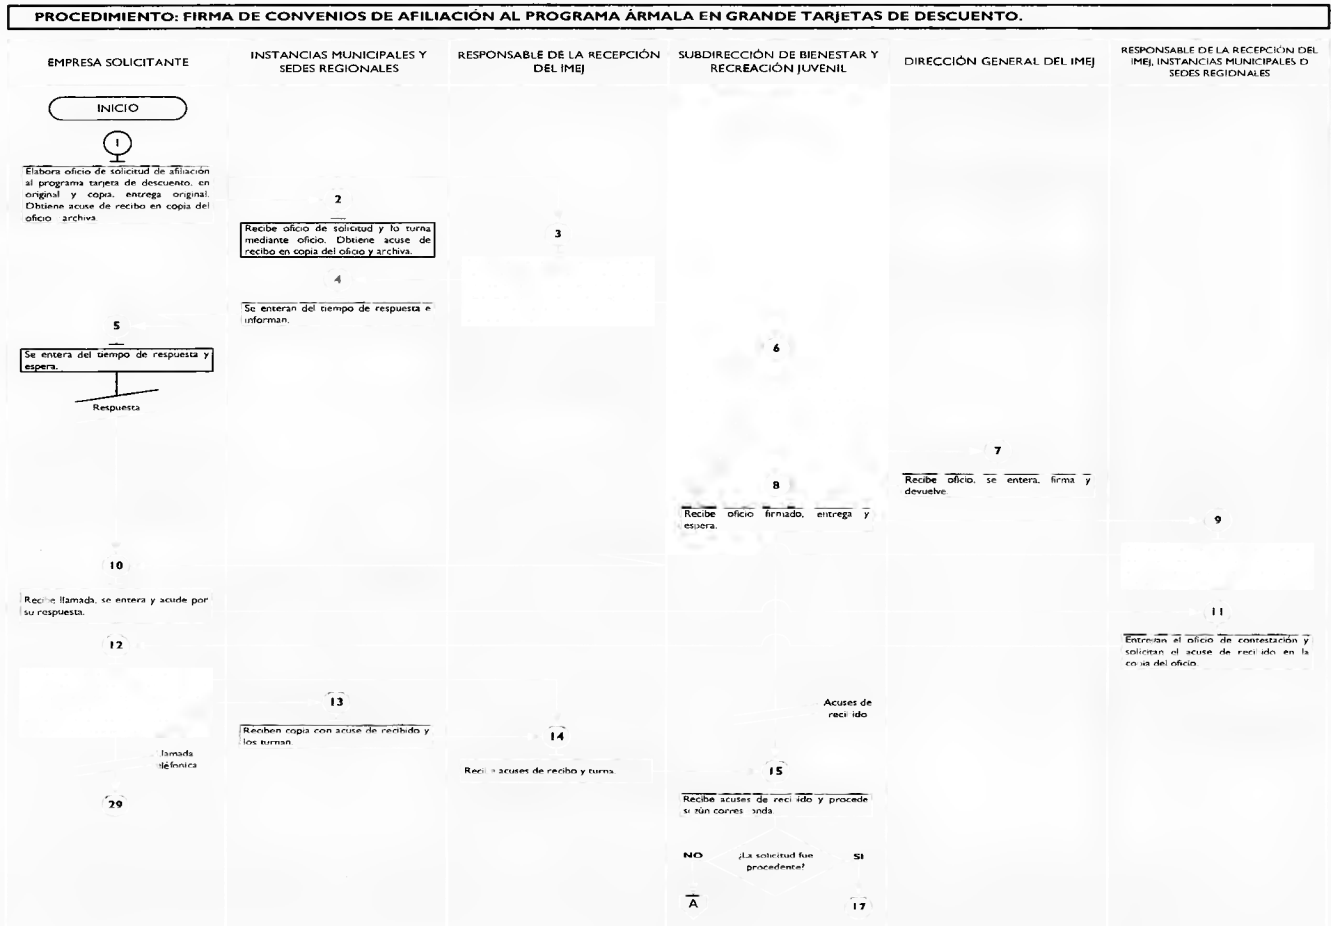 PROCEDIMIENTO: FIRMA DE CONVENIOS DE AFILIACIÓN AL PROGRAMA ÁRMALA EN GRANDE TARJETAS DE DESCUENTO.
EMPRESA SOLICITANTE
INSTANCIAS MUNICIPALES Y
SEDES REGIONALES
RESPONSABLE DE LA RECEPCIÓN
DEL IMEJ
SUBDIRECCIÓN DE BIENESTAR Y
RECREACIÓN JUVENIL
DIRECCIÓN GENERAL DEL IMEJ
RESPONSABLE DE LA RECEPCIÓN DEL
IMEJ, INSTANCIAS MUNICIPALES O
SEDES REGIONALES
INICIO
1
Elabora oficio de solicitud de afiliación
al programa tarjeta de descuento, en
original y copia, entrega original.
Obtiene acuse de recibo en copia del
oficio archiva.
2
Recibe oficio de solicitud y lo turna
mediante oficio. Obtiene acuse de
recibo en copia del oficio y archiva.
3
4
Se enteran del tiempo de respuesta e
informan.
5
Se entera del tiempo de respuesta y
espera.
Respuesta
6
7
Recibe oficio, se entera, firma y
devuelve.
8
Recibe oficio firmado, entrega y
espera.
9
10
Recibe llamada, se entera y acude por
su respuesta.
11
Entregan el oficio de contestación y
solicitan el acuse de recibido en la
copia del oficio.
12
13
Reciben copia con acuse de recibido y
los turnan.
14
Recibe acuses de recibo y turna.
Acuses de
recibido
15
Recibe acuses de recibido y procede
según corresponda.
llamada
telefónica
29
NO
¿La solicitud fue
procedente?
SI
A
17